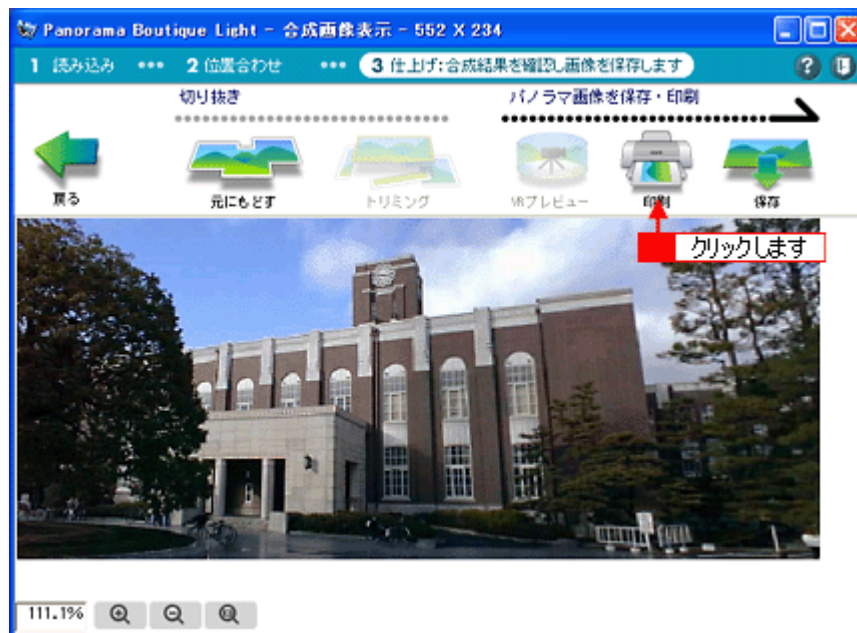 Panorama Boutique Light - 合成画像表示 - 552 X 234
1 読み込み ••• 2 位置合わせ ••• 3 仕上げ:合成結果を確認し画像を保存します ?
切り抜き パノラマ画像を保存・印刷
戻る 元にもどす トリミング VRプレビュー 印刷 保存
クリックします
111.1%